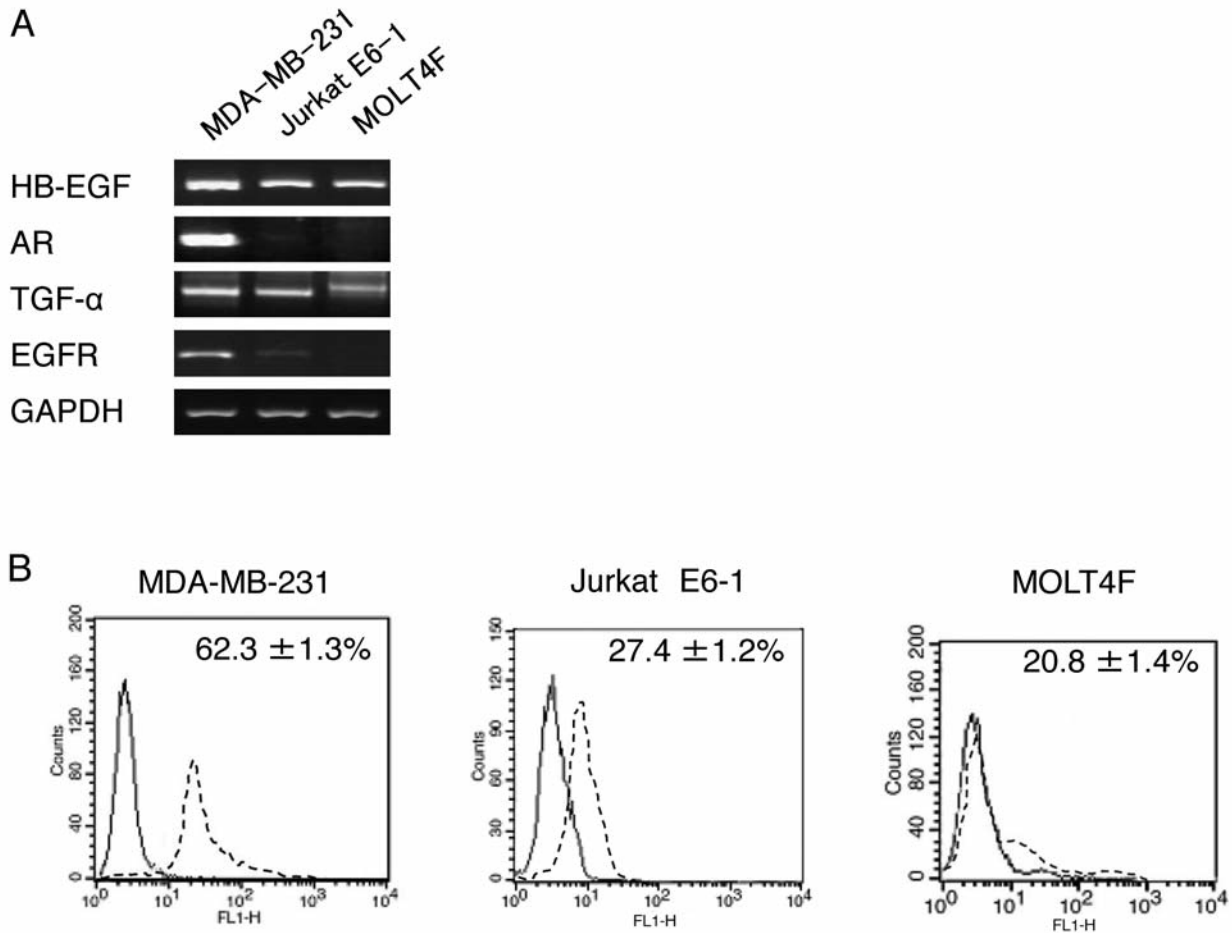 A
MDA-MB-231
Jurkat E6-1
MOLT4F
HB-EGF
AR
TGF-α
EGFR
GAPDH
B
MDA-MB-231
62.3 ±1.3%
Counts
200
160
120
80
40
0
10⁰ 10¹ 10² 10³ 10⁴
FL1-H
Jurkat E6-1
27.4 ±1.2%
Counts
150
120
90
60
30
0
10⁰ 10¹ 10² 10³ 10⁴
FL1-H
MOLT4F
20.8 ±1.4%
Counts
200
160
120
80
40
0
10⁰ 10¹ 10² 10³ 10⁴
FL1-H